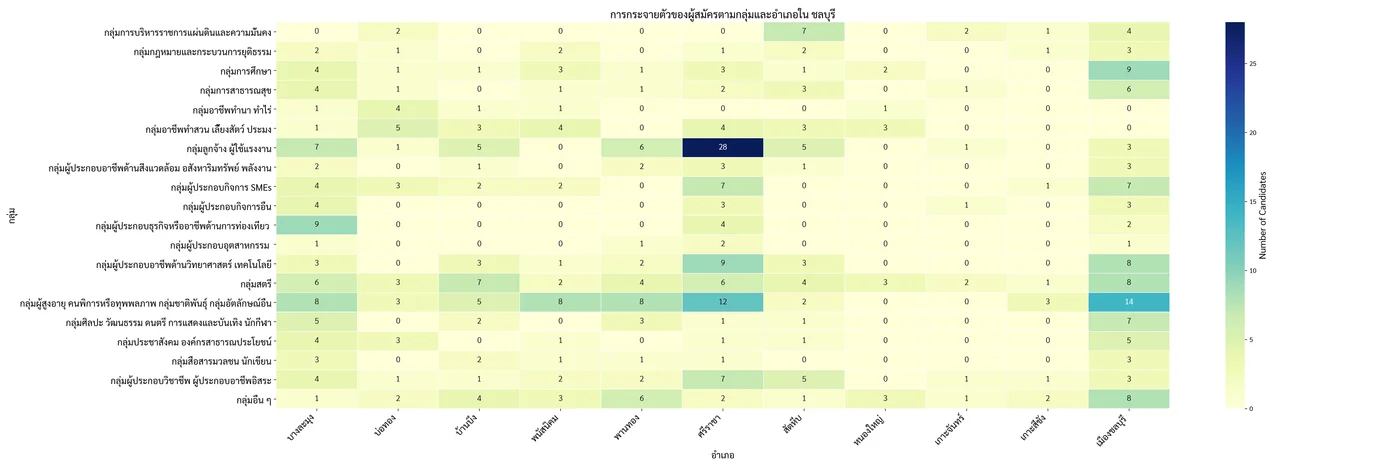 การกระจายตัวของผู้สมัครตามกลุ่มและอำเภอใน ชลบุรี
กลุ่มการบริหารราชการแผ่นดินและความมั่นคง 0 2 0 0 0 0 7 0 2 1 4
กลุ่มกฎหมายและกระบวนการยุติธรรม 2 1 0 2 0 1 2 0 0 1 3
กลุ่มการศึกษา 4 1 1 3 1 3 1 2 0 0 9
กลุ่มการสาธารณสุข 4 1 0 1 1 2 3 0 1 0 6
กลุ่มอาชีพทำนา ทำไร่ 1 4 1 1 0 0 0 1 0 0 0
กลุ่มอาชีพทำสวน เลี้ยงสัตว์ ประมง 1 5 3 4 0 4 3 3 0 0 0
กลุ่มลูกจ้าง ผู้ใช้แรงงาน 7 1 5 0 6 28 5 0 1 0 3
กลุ่มผู้ประกอบอาชีพด้านสิ่งแวดล้อม อสังหาริมทรัพย์ พลังงาน 2 0 1 0 2 3 1 0 0 0 3
กลุ่มผู้ประกอบกิจการ SMEs 4 3 2 2 0 7 0 0 0 1 7
กลุ่มผู้ประกอบกิจการอื่น 4 0 0 0 0 3 0 0 1 0 3
กลุ่มผู้ประกอบธุรกิจหรืออาชีพด้านการท่องเที่ยว 9 0 0 0 0 4 0 0 0 0 2
กลุ่มผู้ประกอบอุตสาหกรรม 1 0 0 0 1 2 0 0 0 0 1
กลุ่มผู้ประกอบอาชีพด้านวิทยาศาสตร์ เทคโนโลยี 3 0 3 1 2 9 3 0 0 0 8
กลุ่มสตรี 6 3 7 2 4 6 4 3 2 1 8
กลุ่มผู้สูงอายุ คนพิการหรือทุพพลภาพ กลุ่มชาติพันธุ์ กลุ่มอัตลักษณ์อื่น 8 3 5 8 8 12 3 0 0 3 14
กลุ่มศิลปะ วัฒนธรรม ดนตรี การแสดงและบันเทิง นักกีฬา 5 0 2 0 3 1 1 0 0 0 7
กลุ่มประชาสังคม องค์กรสาธารณประโยชน์ 4 3 0 1 0 1 1 0 0 0 5
กลุ่มสื่อสารมวลชน นักเขียน 3 0 2 1 1 1 0 0 0 0 3
กลุ่มผู้ประกอบวิชาชีพ ผู้ประกอบอาชีพอิสระ 4 1 1 2 2 7 5 0 1 1 3
กลุ่มอื่น ๆ 1 2 4 3 6 2 1 3 1 2 8
กลุ่ม
บางละมุง บ่อทอง บ้านบึง พนัสนิคม พานทอง ศรีราชา สัตหีบ หนองใหญ่ เกาะจันทร์ เกาะสีชัง เมืองชลบุรี
อำเภอ
25
20
15
10
5
0
Number of Candidates